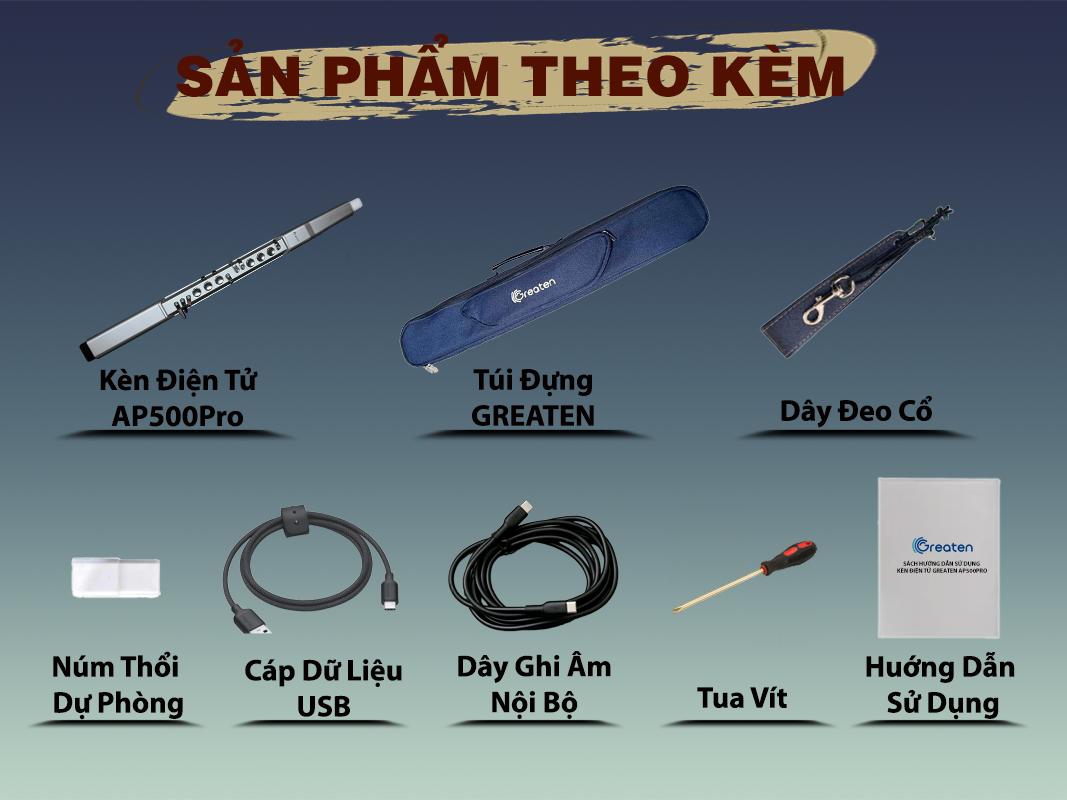 SẢN PHẨM THEO KÈM
Greaten
Kèn Điện Tử
AP500Pro
Túi Đựng
GREATEN
Dây Đeo Cổ
Greaten
SÁCH HƯỚNG DẪN SỬ DỤNG
KÈN ĐIỆN TỬ GREATEN AP500PRO
Núm Thổi
Dự Phòng
Cáp Dữ Liệu
USB
Dây Ghi Âm
Nội Bộ
Tua Vít
Huớng Dẫn
Sử Dụng